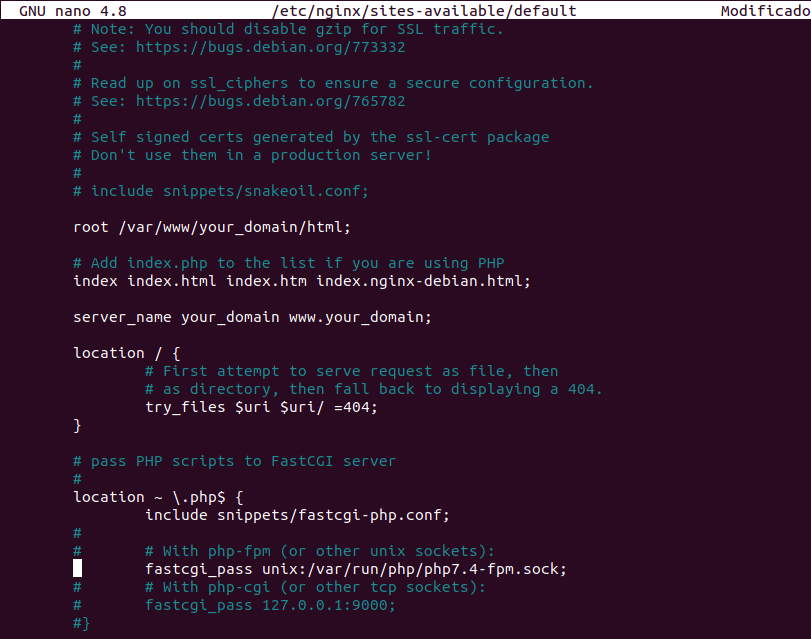 GNU nano 4.8 /etc/nginx/sites-available/default Modificado
# Note: You should disable gzip for SSL traffic.
# See: https://bugs.debian.org/773332
#
# Read up on ssl_ciphers to ensure a secure configuration.
# See: https://bugs.debian.org/765782
#
# Self signed certs generated by the ssl-cert package
# Don't use them in a production server!
#
# include snippets/snakeoil.conf;
root /var/www/your_domain/html;
# Add index.php to the list if you are using PHP
index index.html index.htm index.nginx-debian.html;
server_name your_domain www.your_domain;
location / {
# First attempt to serve request as file, then
# as directory, then fall back to displaying a 404.
try_files $uri $uri/ =404;
}
# pass PHP scripts to FastCGI server
#
location ~ \.php$ {
include snippets/fastcgi-php.conf;
#
# # With php-fpm (or other unix sockets):
fastcgi_pass unix:/var/run/php/php7.4-fpm.sock;
# # With php-cgi (or other tcp sockets):
# fastcgi_pass 127.0.0.1:9000;
#}